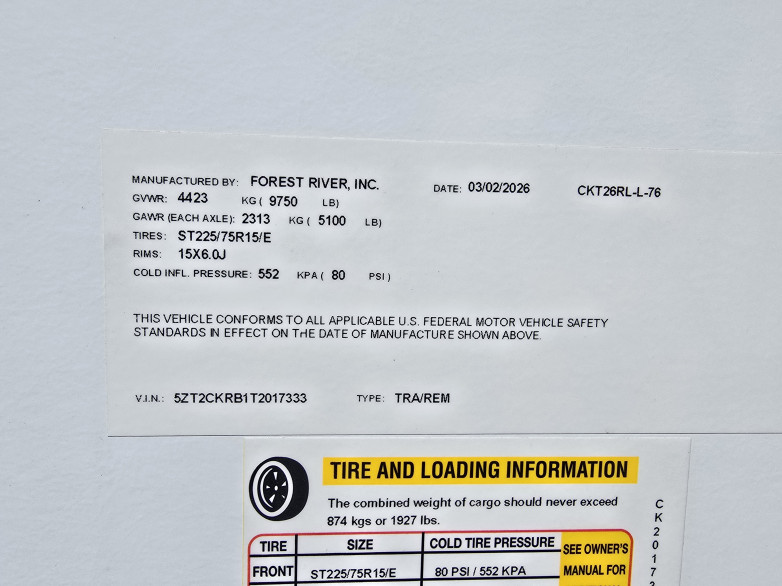 MANUFACTURED BY: FOREST RIVER, INC. DATE: 03/02/2026 CKT26RL-L-76
GVWR: 4423 KG ( 9750 LB)
GAWR (EACH AXLE): 2313 KG ( 5100 LB)
TIRES: ST225/75R15/E
RIMS: 15X6.0J
COLD INFL. PRESSURE: 552 KPA ( 80 PSI )
THIS VEHICLE CONFORMS TO ALL APPLICABLE U.S. FEDERAL MOTOR VEHICLE SAFETY
STANDARDS IN EFFECT ON THE DATE OF MANUFACTURE SHOWN ABOVE.
V.I.N.: 5ZT2CKRB1T2017333 TYPE: TRA/REM
TIRE AND LOADING INFORMATION
The combined weight of cargo should never exceed
874 kgs or 1927 lbs.
TIRE SIZE COLD TIRE PRESSURE SEE OWNER'S
FRONT ST225/75R15/E 80 PSI / 552 KPA MANUAL FOR
CK20172